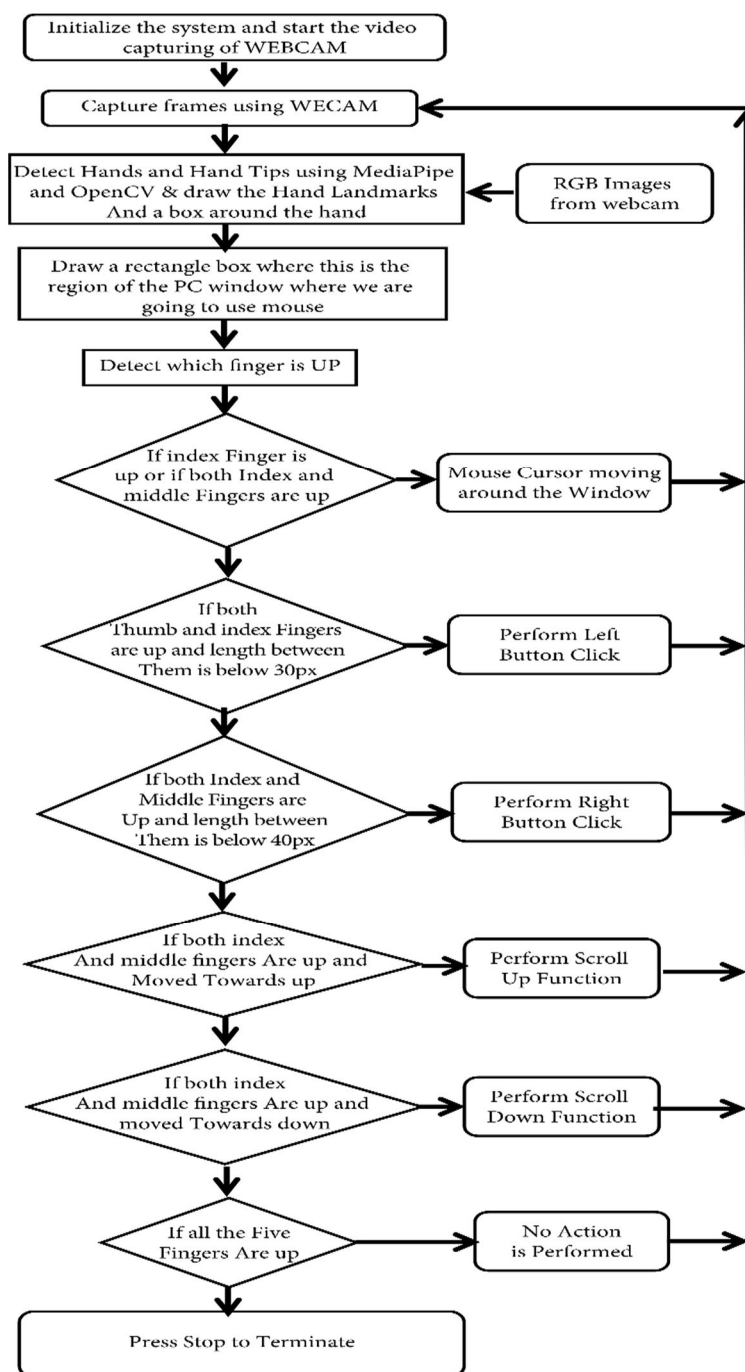 Initialize the system and start the video
capturing of WEBCAM
Capture frames using WECAM
Detect Hands and Hand Tips using MediaPipe
and OpenCV & draw the Hand Landmarks
And a box around the hand
RGB Images
from webcam
Draw a rectangle box where this is the
region of the PC window where we are
going to use mouse
Detect which finger is UP
If index Finger is
up or if both Index and
middle Fingers are up
Mouse Cursor moving
around the Window
If both
Thumb and index Fingers
are up and length between
Them is below 30px
Perform Left
Button Click
If both Index and
Middle Fingers are
Up and length between
Them is below 40px
Perform Right
Button Click
If both index
And middle fingers Are up and
Moved Towards up
Perform Scroll
Up Function
If both index
And middle fingers Are up and
moved Towards down
Perform Scroll
Down Function
If all the Five
Fingers Are up
No Action
is Performed
Press Stop to Terminate